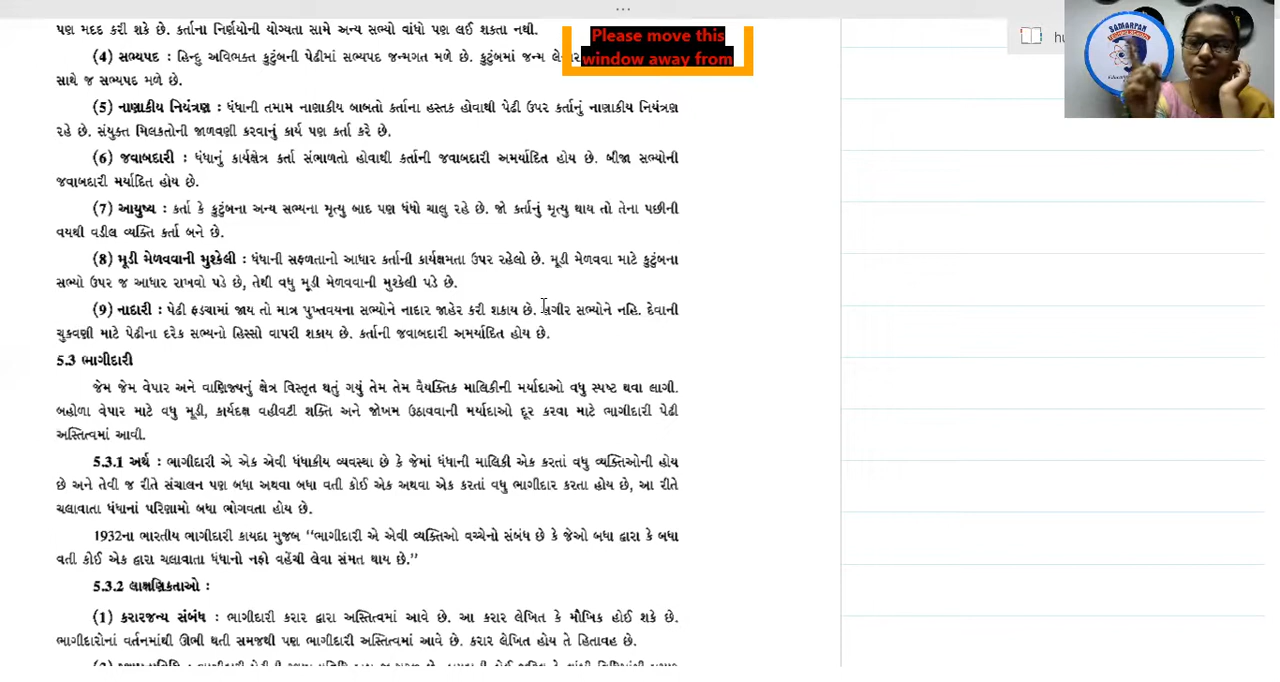 પણ મદદ કરી શકે છે. કર્તાના નિર્ણયોની યોગ્યતા સામે અન્ય સભ્યો વાંધો પણ લઈ શકતા નથી.
(4) સભ્યપદ : હિન્દુ અવિભક્ત કુટુંબની પેઢીમાં સભ્યપદ જન્મગત મળે છે. કુટુંબમાં જન્મ
સાથે જ સભ્યપદ મળે છે.
(5) નાણાકીય નિયંત્રણ : ધંધાની તમામ નાણાકીય બાબતો કર્તાના હસ્તક હોવાથી પેઢી ઉપર કર્તાનું નાણાકીય નિયંત્રણ
રહે છે. સંયુક્ત મિલકતોની જાળવણી કરવાનું કાર્ય પણ કર્તા કરે છે.
(6) જવાબદારી : ધંધાનું કાર્યક્ષેત્ર કર્તા સંભાળતો હોવાથી કર્તાની જવાબદારી અમર્યાદિત હોય છે. બીજા સભ્યોની
જવાબદારી મર્યાદિત હોય છે.
(7) આયુષ્ય : કર્તા કે કુટુંબના અન્ય સભ્યના મૃત્યુ બાદ પણ ધંધો ચાલુ રહે છે. જો કર્તાનું મૃત્યુ થાય તો તેના પછીની
વયથી વડીલ વ્યક્તિ કર્તા બને છે.
(8) મૂડી મેળવવાની મુશ્કેલી : ધંધાની સફળતાનો આધાર કર્તાની કાર્યક્ષમતા ઉપર રહેલો છે. મૂડી મેળવવા માટે કુટુંબના
સભ્યો ઉપર જ આધાર રાખવો પડે છે, તેથી વધુ મૂડી મેળવવાની મુશ્કેલી પડે છે.
(9) નાદારી : પેઢી ફડચામાં જાય તો માત્ર પુખ્તવયના સભ્યોને નાદાર જાહેર કરી શકાય છે. સગીર સભ્યોને નહિ. દેવાની
ચુકવણી માટે પેઢીના દરેક સભ્યનો હિસ્સો વાપરી શકાય છે. કર્તાની જવાબદારી અમર્યાદિત હોય છે.
5.3 ભાગીદારી
જેમ જેમ વેપાર અને વાણિજ્યનું ક્ષેત્ર વિસ્તૃત થતું ગયું તેમ તેમ વૈયક્તિક માલિકીની મર્યાદાઓ વધુ સ્પષ્ટ થવા લાગી.
બહોળા વેપાર માટે વધુ મૂડી, કાર્યદક્ષ વહીવટી શક્તિ અને જોખમ ઉઠાવવાની મર્યાદાઓ દૂર કરવા માટે ભાગીદારી પેઢી
અસ્તિત્વમાં આવી.
5.3.1 અર્થ : ભાગીદારી એ એક એવી ધંધાકીય વ્યવસ્થા છે કે જેમાં ધંધાની માલિકી એક કરતાં વધુ વ્યક્તિઓની હોય
છે અને તેવી જ રીતે સંચાલન પણ બધા અથવા બધા વતી કોઈ એક અથવા એક કરતાં વધુ ભાગીદાર કરતા હોય છે, આ રીતે
ચલાવાતા ધંધાનાં પરિણામો બધા ભોગવતા હોય છે.
1932ના ભારતીય ભાગીદારી કાયદા મુજબ “ભાગીદારી એ એવી વ્યક્તિઓ વચ્ચેનો સંબંધ છે કે જેઓ બધા દ્વારા કે બધા
વતી કોઈ એક દ્વારા ચલાવાતા ધંધાનો નફો વહેંચી લેવા સંમત થાય છે.”
5.3.2 લાક્ષણિકતાઓ :
(1) કરારજન્ય સંબંધ : ભાગીદારી કરાર દ્વારા અસ્તિત્વમાં આવે છે. આ કરાર લેખિત કે મૌખિક હોઈ શકે છે.
ભાગીદારોનાં વર્તનમાંથી ઊભી થતી સમજથી પણ ભાગીદારી અસ્તિત્વમાં આવે છે. કરાર લેખિત હોય તે હિતાવહ છે.
Please move this
window away from
SAMARPAN